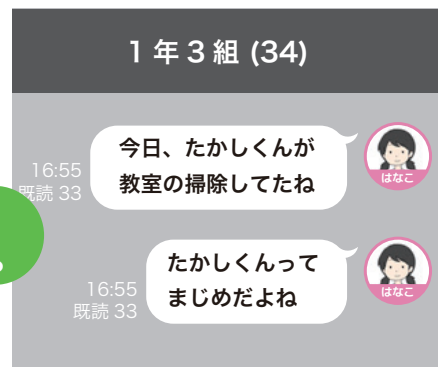 1年3組 (34)
今日、たかしくんが
教室の掃除してたね
16:55
既読 33
はなこ
たかしくんって
まじめだよね
16:55
既読 33
はなこ